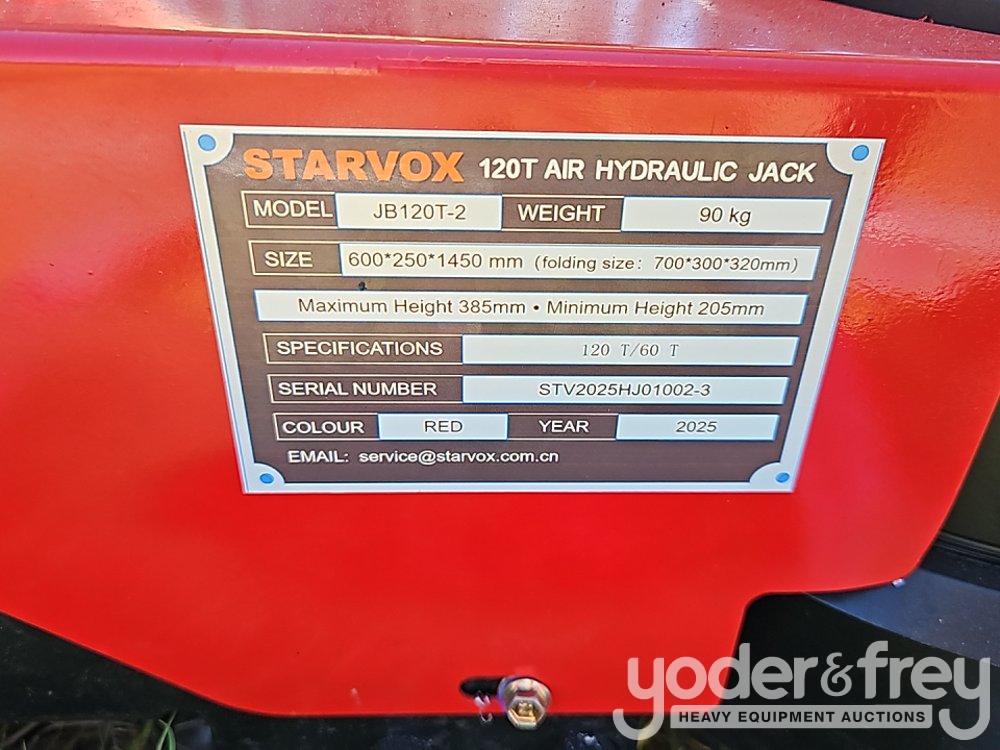 STARVOX 120T AIR HYDRAULIC JACK
MODEL JB120T-2 WEIGHT 90 kg
SIZE 600*250*1450 mm (folding size: 700*300*320mm)
Maximum Height 385mm • Minimum Height 205mm
SPECIFICATIONS 120 T/60 T
SERIAL NUMBER STV2025HJ01002-3
COLOUR RED YEAR 2025
EMAIL: service@starvox.com.cn
yoder&frey
HEAVY EQUIPMENT AUCTIONS